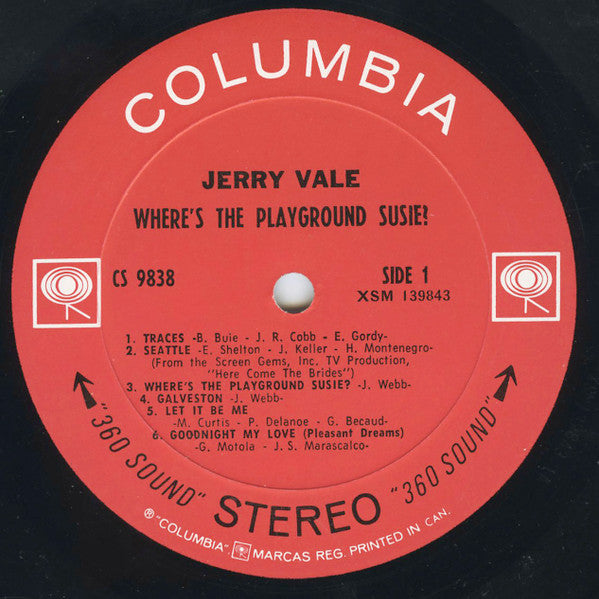 COLUMBIA
JERRY VALE
WHERE'S THE PLAYGROUND SUSIE?
CS 9838
SIDE 1
XSM 139843
1. TRACES -B. Buie - J. R. Cobb - E. Gordy-
2. SEATTLE -E. Shelton - J. Keller - H. Montenegro-
(From the Screen Gems, Inc. TV Production,
"Here Come The Brides")
3. WHERE'S THE PLAYGROUND SUSIE? -J. Webb-
4. GALVESTON -J. Webb-
5. LET IT BE ME
-M. Curtis - P. Delanoe - G. Becaud-
6. GOODNIGHT MY LOVE (Pleasant Dreams)
-G. Motola - J. S. Marascalco-
"360 SOUND" STEREO "360 SOUND"
® "COLUMBIA", MARCAS REG. PRINTED IN CAN.